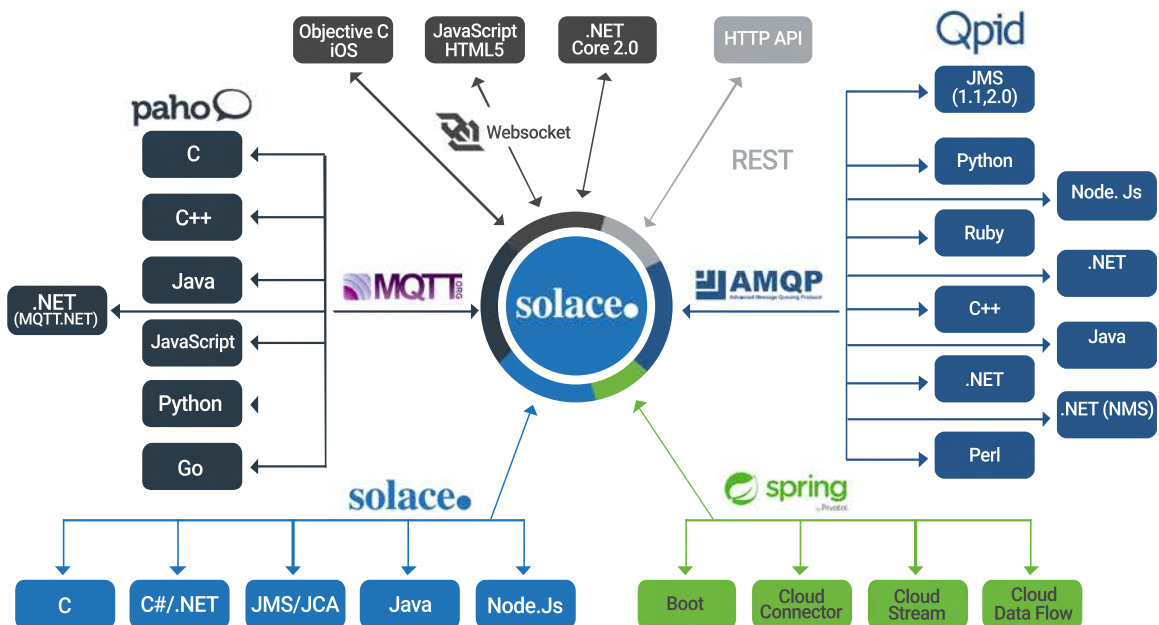 Objective C
iOS
JavaScript
HTML5
.NET
Core 2.0
HTTP API
Qpid
paho
Websocket
REST
C
C++
Java
.NET
(MQTT.NET)
JavaScript
Python
Go
MQTT
.ORG
solace.
AMQP
Advanced Message Queuing Protocol
JMS
(1.1,2.0)
Python
Node. Js
Ruby
.NET
C++
Java
.NET
.NET (NMS)
Perl
solace.
C
C#/.NET
JMS/JCA
Java
Node.Js
spring
by Pivotal.
Boot
Cloud
Connector
Cloud
Stream
Cloud
Data Flow